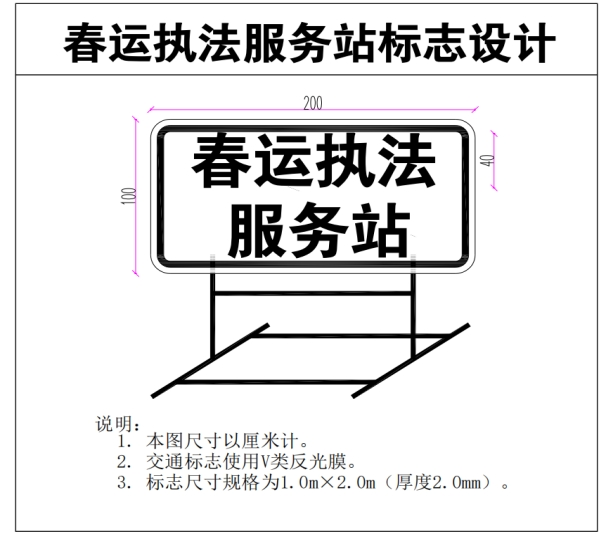 春运执法服务站标志设计
200
100
春运执法
40
服务站
说明:
1. 本图尺寸以厘米计。
2. 交通标志使用V类反光膜。
3. 标志尺寸规格为1.0m×2.0m（厚度2.0mm）。